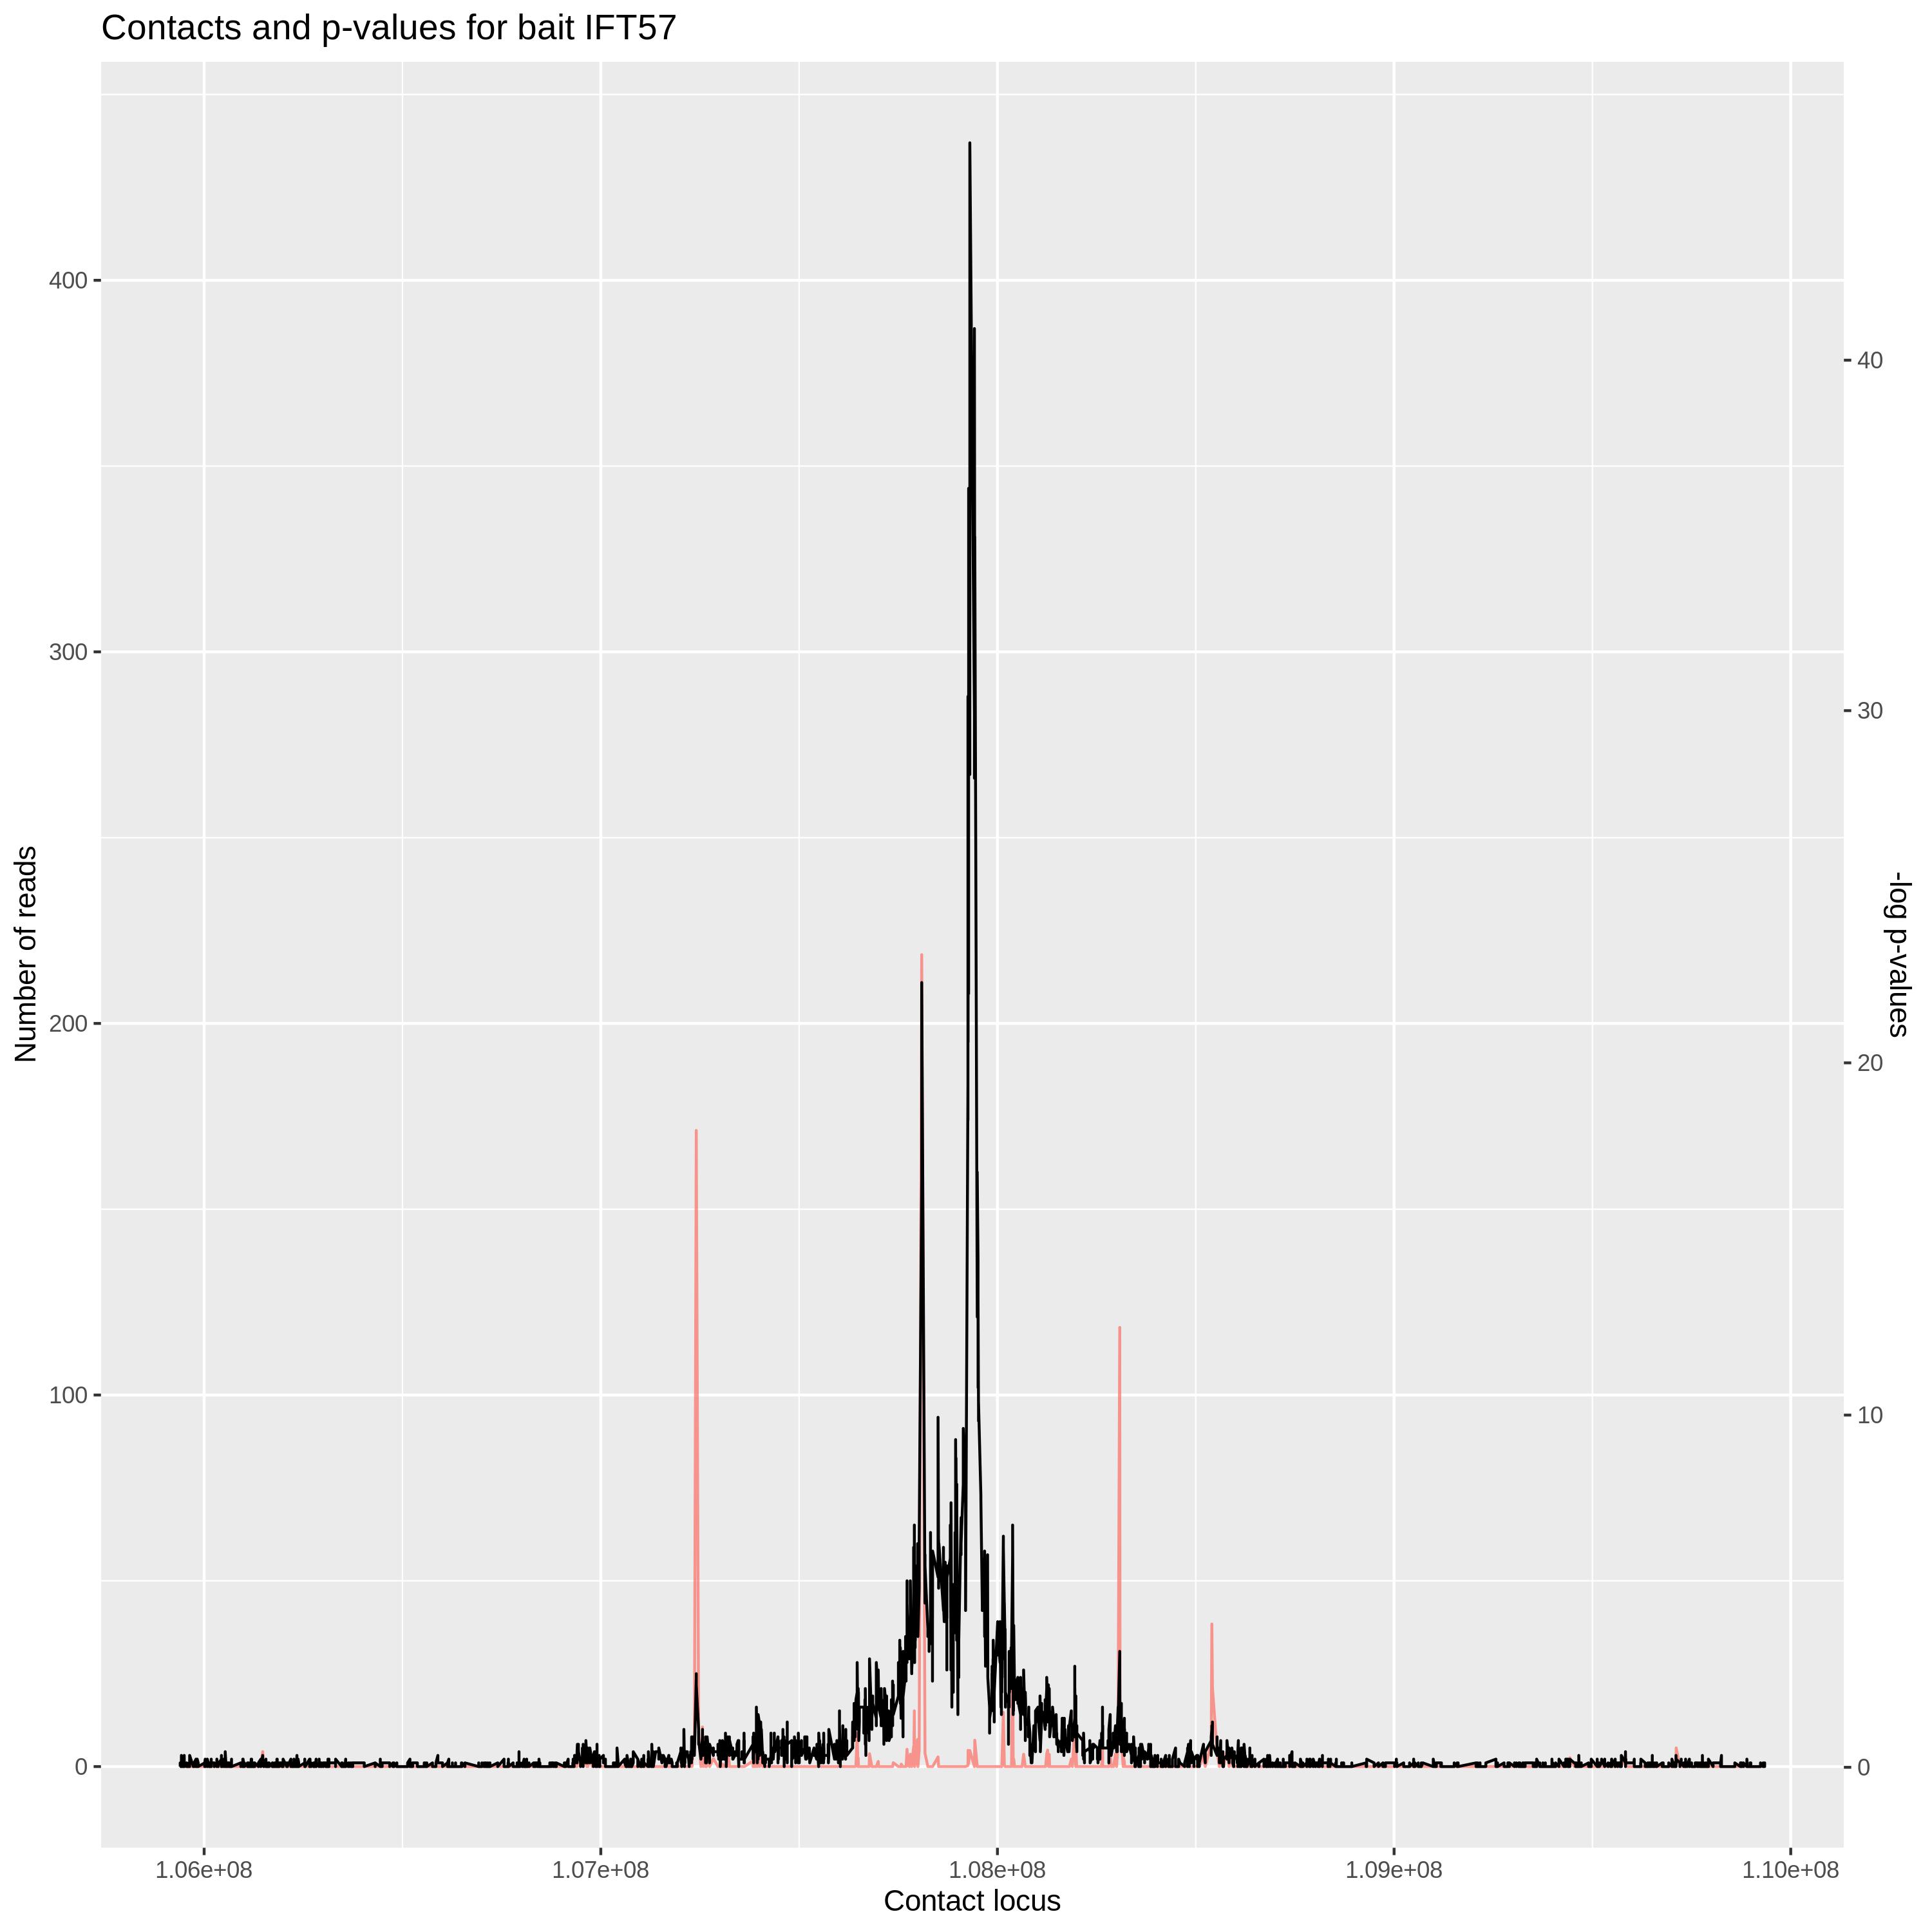 Contacts and p-values for bait IFT57
400
300
200
100
0
Number of reads
40
30
20
10
0
-log p-values
1.06e+08 1.07e+08 1.08e+08 1.09e+08 1.10e+08
Contact locus